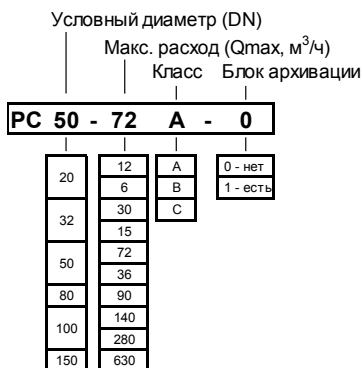 Условный диаметр (DN)
Макс. расход (Qmax, м³/ч)
Класс Блок архивации
РС 50 - 72 А - 0
20 12 А 0 - нет
6 В 1 - есть
32 30 С
15
50 72
36
80 90
100 140
280
150 630